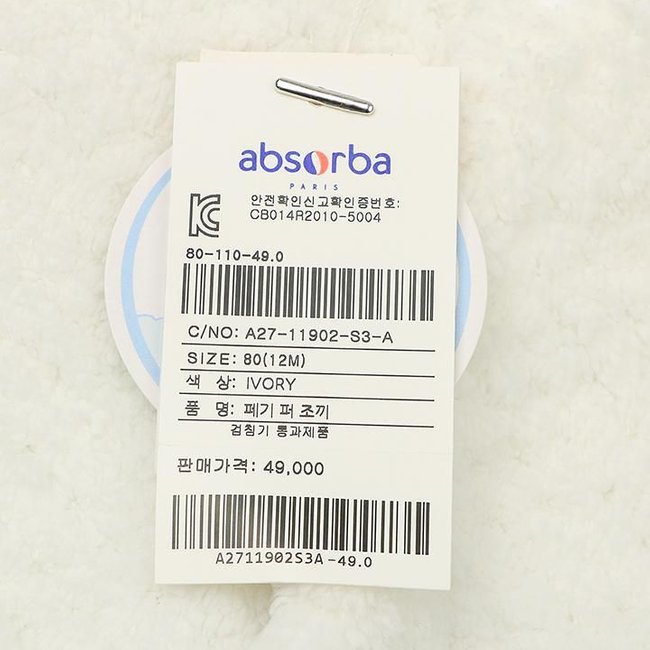 absorba
PARIS
안전확인신고확인증번호:
CB014R2010-5004
80-110-49.0
C/NO: A27-11902-S3-A
SIZE: 80(12M)
색 상: IVORY
품 명: 페기 퍼 조끼
검침기 통과제품
판매가격: 49,000
A2711902S3A-49.0